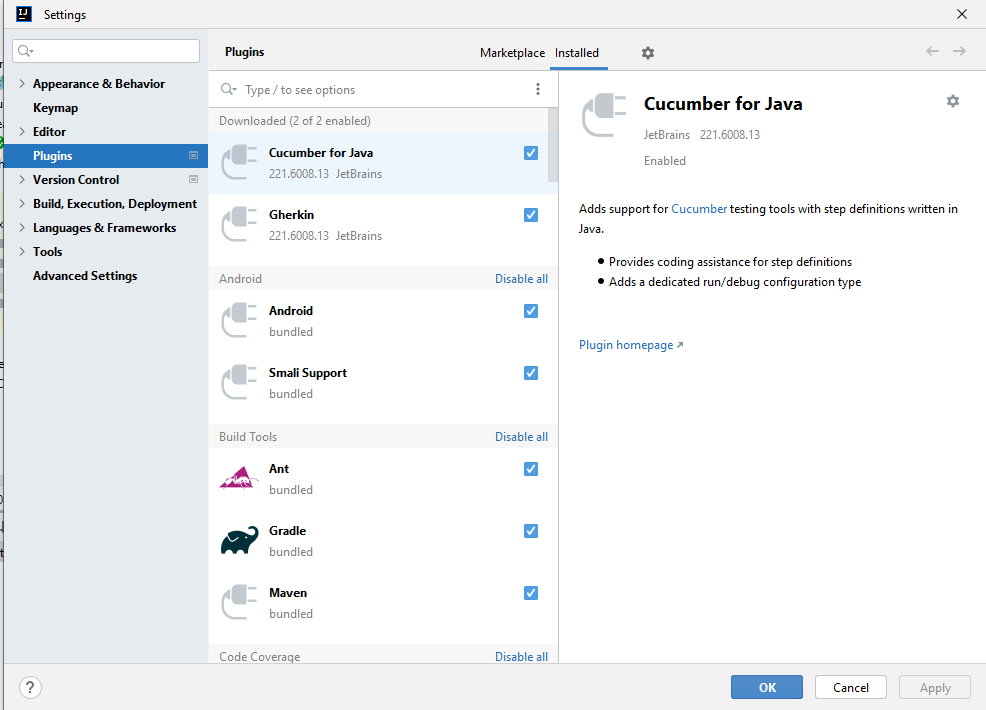 Settings
Plugins
Marketplace Installed
Type / to see options
Appearance & Behavior
Keymap
Editor
Plugins
Version Control
Build, Execution, Deployment
Languages & Frameworks
Tools
Advanced Settings
Downloaded (2 of 2 enabled)
Cucumber for Java
221.6008.13 JetBrains
Gherkin
221.6008.13 JetBrains
Android Disable all
Android
bundled
Smali Support
bundled
Build Tools Disable all
Ant
bundled
Gradle
bundled
Maven
bundled
Code Coverage Disable all
Cucumber for Java
JetBrains 221.6008.13
Enabled
Adds support for Cucumber testing tools with step definitions written in
Java.
• Provides coding assistance for step definitions
• Adds a dedicated run/debug configuration type
Plugin homepage ↗
?
OK Cancel Apply